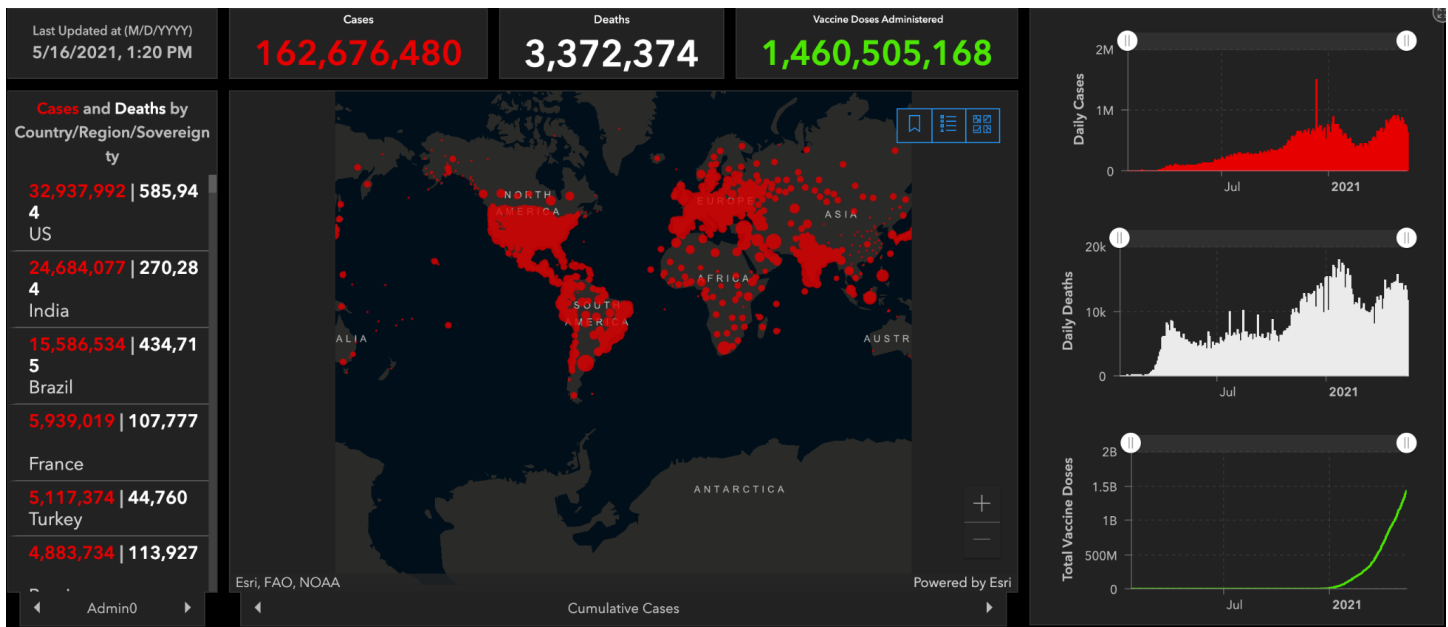 Last Updated at (M/D/YYYY)
5/16/2021, 1:20 PM
Cases
162,676,480
Deaths
3,372,374
Vaccine Doses Administered
1,460,505,168
Cases and Deaths by
Country/Region/Sovereign
ty
32,937,992 | 585,94
4
US
24,684,077 | 270,28
4
India
15,586,534 | 434,71
5
Brazil
5,939,019 | 107,777
France
5,117,374 | 44,760
Turkey
4,883,734 | 113,927
Admin0
NORTH
AMERICA
EUROPE
ASIA
AFRICA
SOUTH
AMERICA
ALIA
AUSTR
ANTARCTICA
Esri, FAO, NOAA
Powered by Esri
Cumulative Cases
Daily Cases
2M
1M
0
Jul
2021
Daily Deaths
20k
10k
0
Jul
2021
Total Vaccine Doses
2B
1.5B
1B
500M
0
Jul
2021